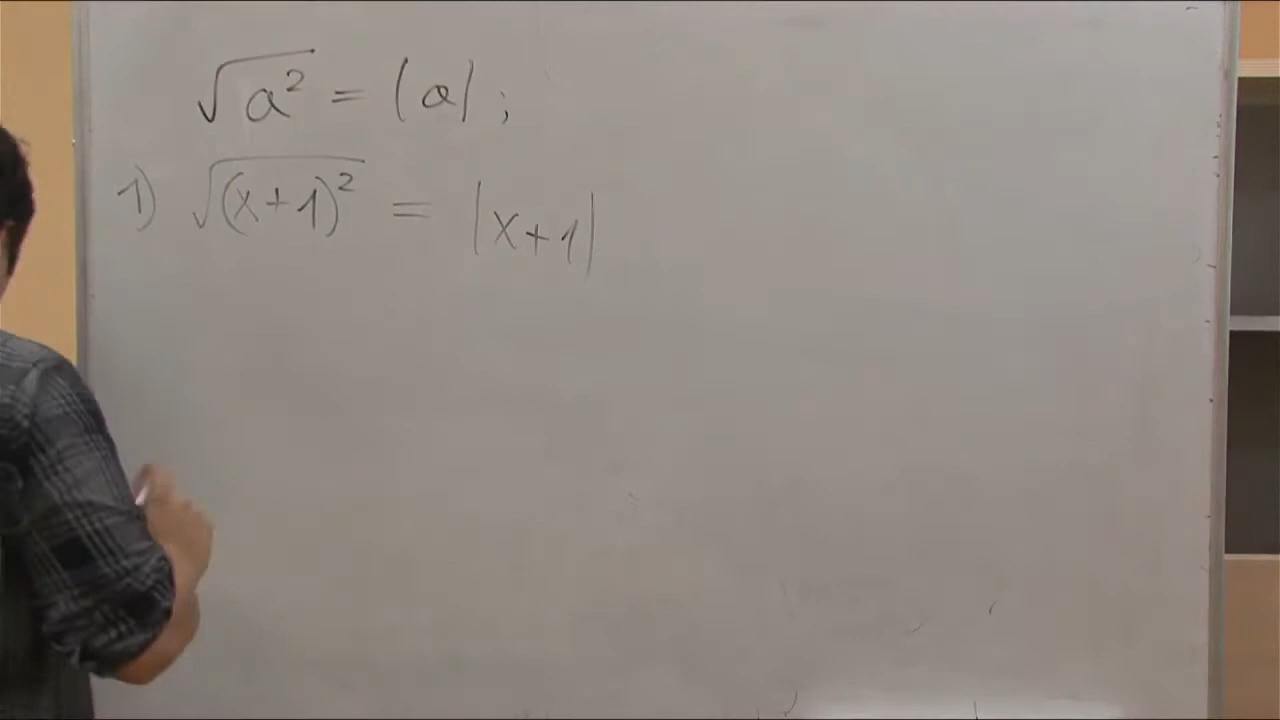 √a² = |a| ;
1) √(x+1)² = |x+1|